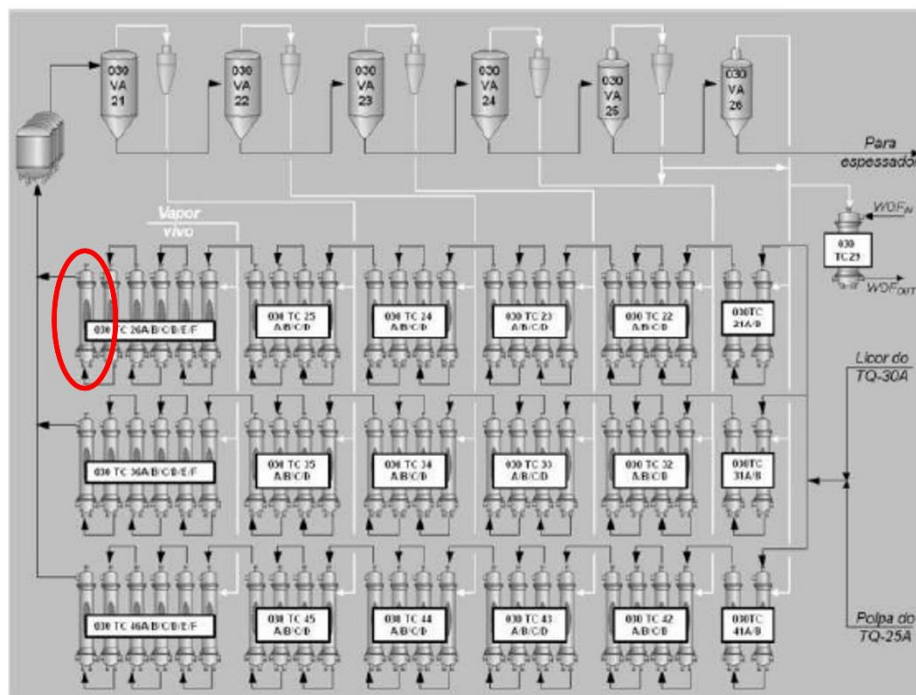 030
VA
21
030
VA
22
030
VA
23
030
VA
24
030
VA
25
030
VA
26
Para
espessador
Vapor
vivo
WOF IN
030
TC29
WOF OUT
030 TC 26A/B/C/D/E/F
030 TC 25
A/B/C/D
030 TC 24
A/B/C/D
030 TC 23
A/B/C/D
030 TC 22
A/B/C/D
030TC
21A/B
Licor do
TQ-30A
030 TC 36A/B/C/D/E/F
030 TC 35
A/B/C/D
030 TC 34
A/B/C/D
030 TC 33
A/B/C/D
030 TC 32
A/B/C/D
030TC
31A/B
030 TC 46A/B/C/D/E/F
030 TC 45
A/B/C/D
030 TC 44
A/B/C/D
030 TC 43
A/B/C/D
030 TC 42
A/B/C/D
030TC
41A/B
Polpa do
TQ-25A